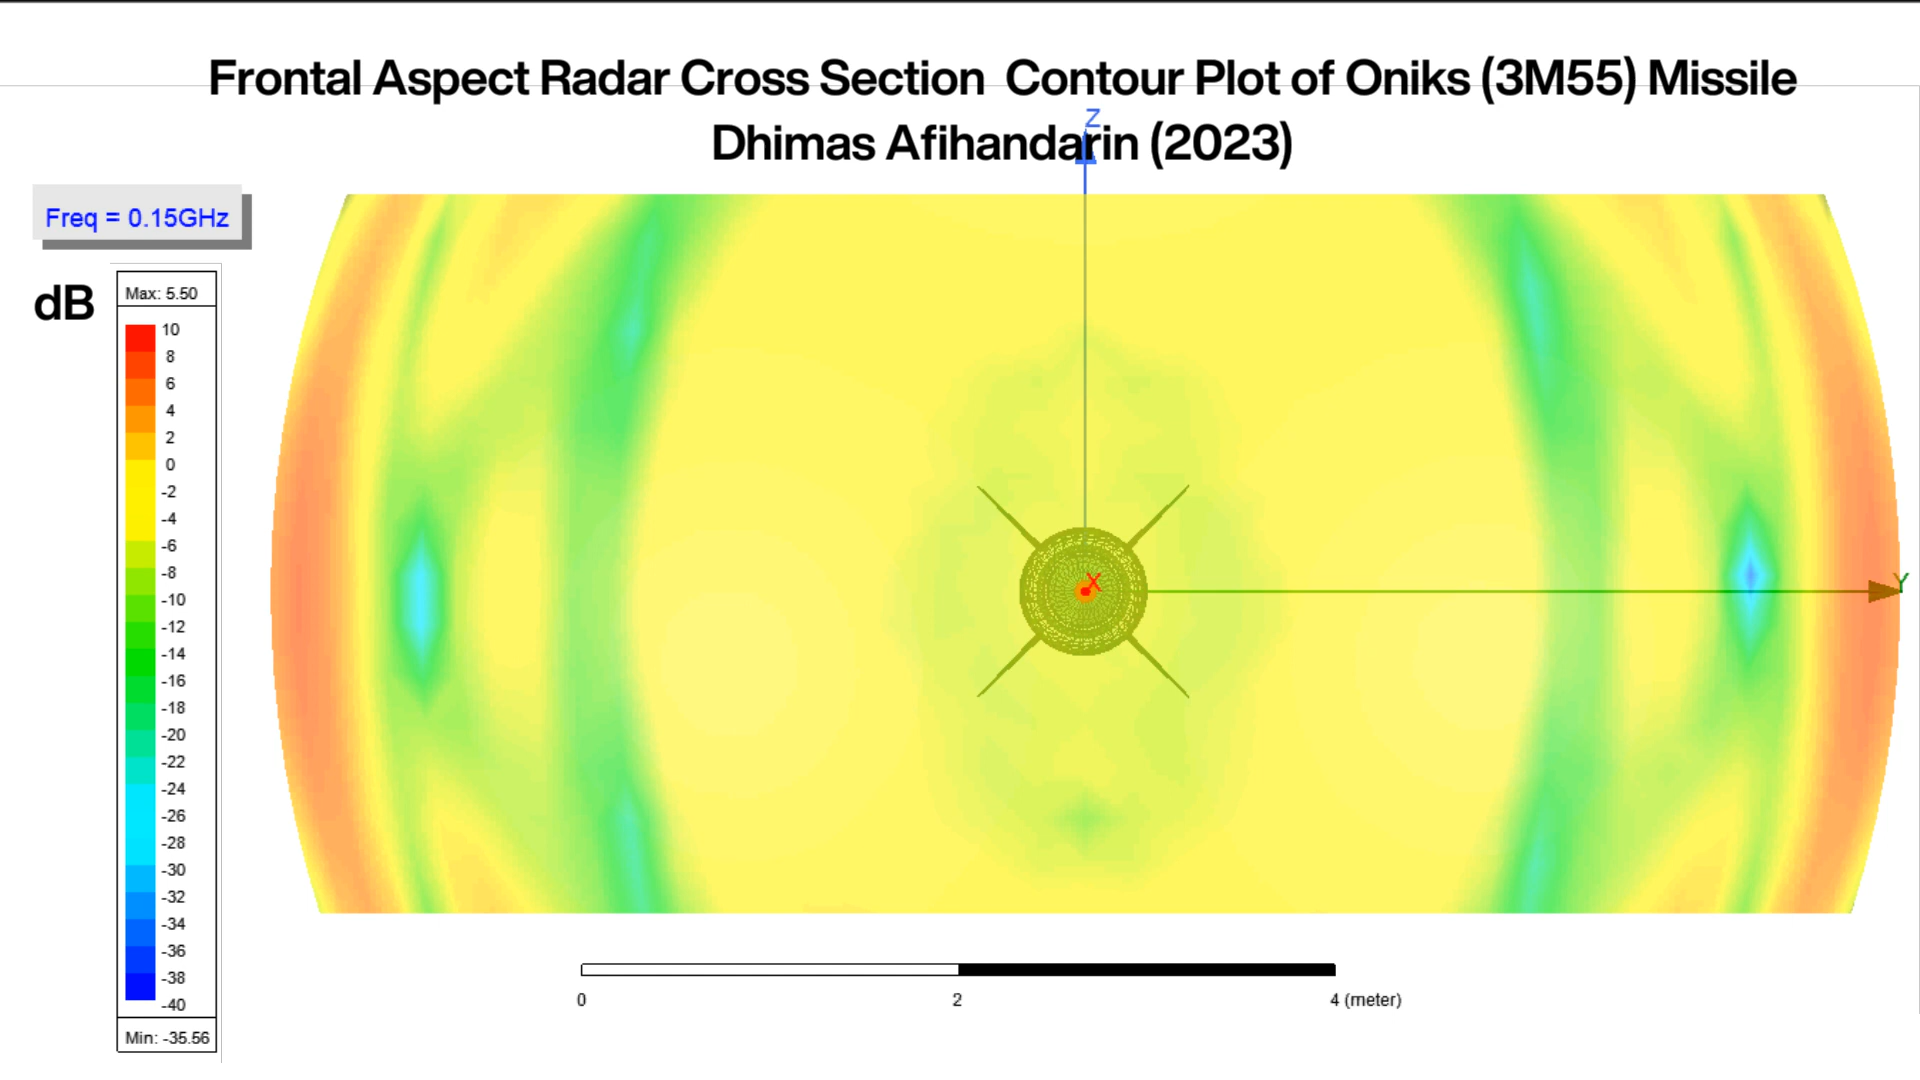 Frontal Aspect Radar Cross Section Contour Plot of Oniks (3M55) Missile
Dhimas Afihandarin (2023)
Z
Freq = 0.15GHz
dB
Max: 5.50
10
8
6
4
2
0
-2
-4
-6
-8
-10
-12
-14
-16
-18
-20
-22
-24
-26
-28
-30
-32
-34
-36
-38
-40
Min: -35.56
X
Y
0
2
4 (meter)